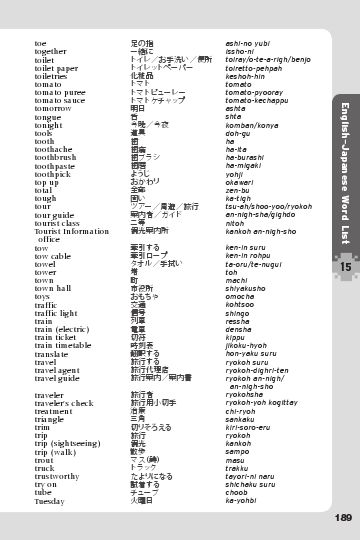 toe 足の指 ashi-no yubi
together 一緒に issho-ni
toilet トイレ／お手洗い／便所 toiray/o-te-a-righ/benjo
toilet paper トイレットペーパー toiretto-pehpah
toiletries 化粧品 keshoh-hin
tomato トマト tomato
tomato puree トマトピューレー tomato-pyooray
tomato sauce トマトケチャップ tomato-kechappu
tomorrow 明日 ashta
tongue 舌 shta
tonight 今晩／今夜 komban/konya
tools 道具 doh-gu
tooth 歯 ha
toothache 歯痛 ha-ita
toothbrush 歯ブラシ ha-burashi
toothpaste 歯磨 ha-migaki
toothpick ようじ yohji
top up おかわり okawari
total 全部 zen-bu
tough 固い ka-tigh
tour ツアー／周遊／旅行 tsu-ah/shoo-yoo/ryokoh
tour guide 案内者／ガイド an-nigh-sha/gighdo
tourist class 二等 nitoh
Tourist Information 観光案内所 kankoh an-nigh-sho
office
tow 牽引する ken-in suru
tow cable 牽引ロープ ken-in rohpu
towel タオル／手拭い ta-oru/te-nugui
tower 塔 toh
town 町 machi
town hall 市役所 shiyakusho
toys おもちゃ omocha
traffic 交通 kohtsoo
traffic light 信号 shingo
train 列車 ressha
train (electric) 電車 densha
train ticket 切符 kippu
train timetable 時刻表 jikoku-hyoh
translate 翻訳する hon-yaku suru
travel 旅行する ryokoh suru
travel agent 旅行代理店 ryokoh-dighri-ten
travel guide 旅行案内／案内書 ryokoh an-nigh/
an-nigh-sho
traveler 旅行者 ryokohsha
traveler's check 旅行用小切手 ryokoh-yoh kogittay
treatment 治療 chi-ryoh
triangle 三角 sankaku
trim 切りそろえる kiri-soro-eru
trip 旅行 ryokoh
trip (sightseeing) 観光 kankoh
trip (walk) 散歩 sampo
trout マス(鱒) masu
truck トラック trakku
trustworthy たよりになる tayori-ni naru
try on 試着する shichaku suru
tube チューブ choob
Tuesday 火曜日 ka-yohbi
English–Japanese Word List
15
189